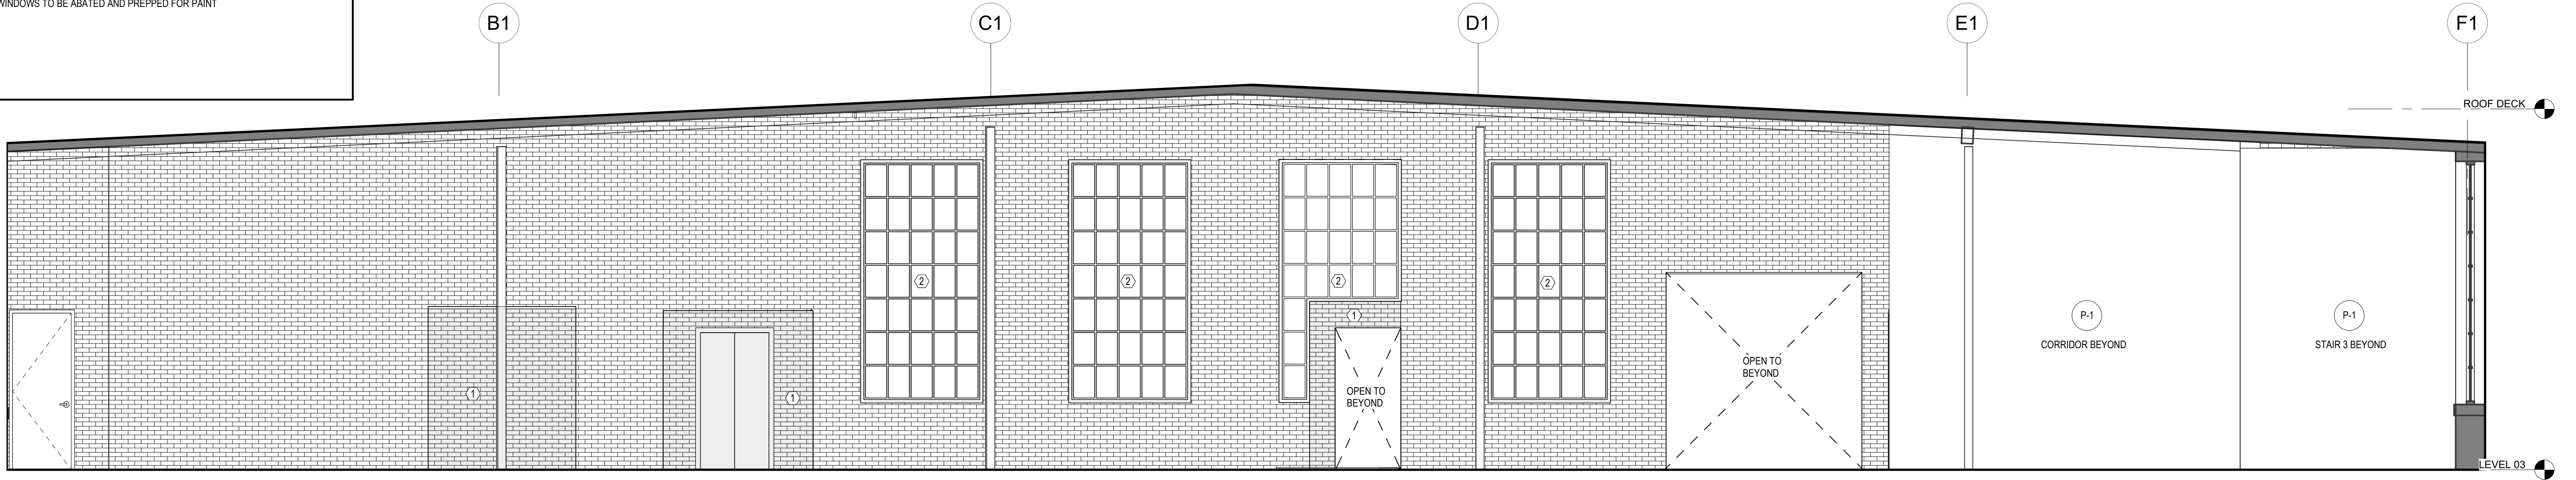 WINDOWS TO BE ABATED AND PREPPED FOR PAINT
B1
C1
D1
E1
F1
ROOF DECK
2
2
2
2
1
P-1
P-1
CORRIDOR BEYOND
STAIR 3 BEYOND
OPEN TO
BEYOND
OPEN TO
BEYOND
1
1
LEVEL 03